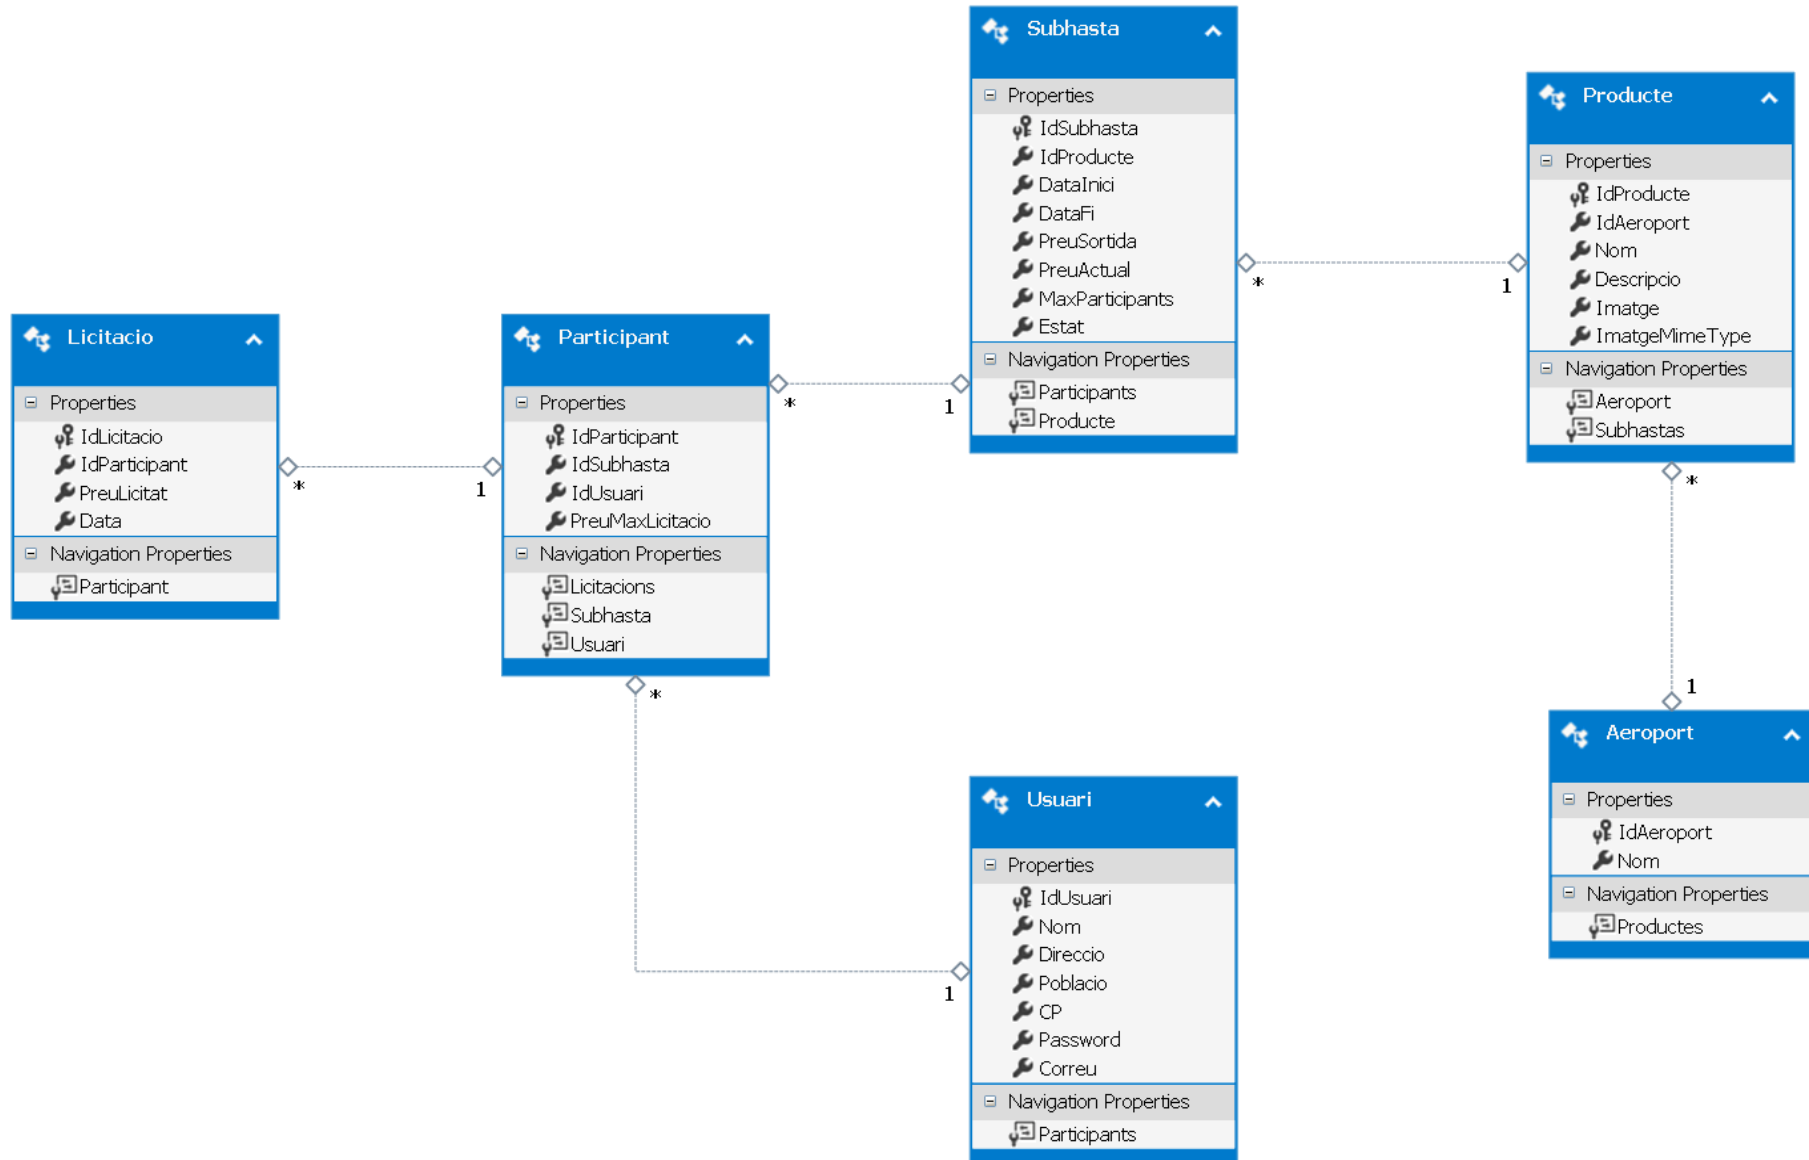 Subhasta
Properties
IdSubhasta
IdProducte
DataInici
DataFi
PreuSortida
PreuActual
MaxParticipants
Estat
Navigation Properties
Participants
Producte
Producte
Properties
IdProducte
IdAeroport
Nom
Descripcio
Imatge
ImatgeMimeType
Navigation Properties
Aeroport
Subhastas
* 1
Licitacio
Properties
IdLicitacio
IdParticipant
PreuLicitat
Data
Navigation Properties
Participant
* 1
Participant
Properties
IdParticipant
IdSubhasta
IdUsuari
PreuMaxLicitacio
Navigation Properties
Licitacions
Subhasta
Usuari
* 1
*
1
*
1
Usuari
Properties
IdUsuari
Nom
Direccio
Poblacio
CP
Password
Correu
Navigation Properties
Participants
Aeroport
Properties
IdAeroport
Nom
Navigation Properties
Productes